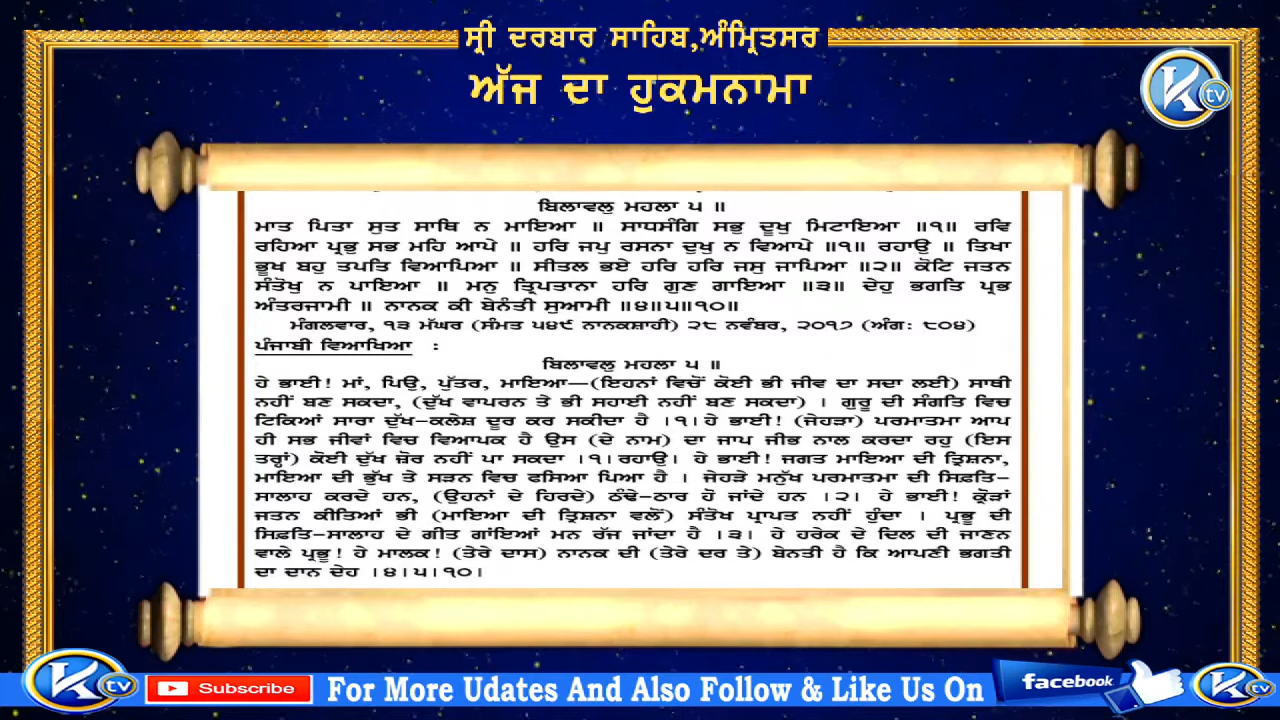 ਸ੍ਰੀ ਦਰਬਾਰ ਸਾਹਿਬ,ਅੰਮ੍ਰਿਤਸਰ
ਅੱਜ ਦਾ ਹੁਕਮਨਾਮਾ
K tv
ਬਿਲਾਵਲੁ ਮਹਲਾ ੫ ॥
ਮਾਤ ਪਿਤਾ ਸੁਤ ਸਾਥਿ ਨ ਮਾਇਆ ॥ ਸਾਧਸੰਗਿ ਸਭੁ ਦੂਖੁ ਮਿਟਾਇਆ ॥੧॥ ਰਵਿ
ਰਹਿਆ ਪ੍ਰਭੁ ਸਭ ਮਹਿ ਆਪੇ ॥ ਹਰਿ ਜਪੁ ਰਸਨਾ ਦੁਖੁ ਨ ਵਿਆਪੇ ॥੧॥ ਰਹਾਉ ॥ ਤਿਖਾ
ਭੂਖ ਬਹੁ ਤਪਤਿ ਵਿਆਪਿਆ ॥ ਸੀਤਲ ਭਏ ਹਰਿ ਹਰਿ ਜਸੁ ਜਾਪਿਆ ॥੨॥ ਕੋਟਿ ਜਤਨ
ਸੰਤੋਖੁ ਨ ਪਾਇਆ ॥ ਮਨੁ ਤ੍ਰਿਪਤਾਨਾ ਹਰਿ ਗੁਣ ਗਾਇਆ ॥੩॥ ਦੇਹੁ ਭਗਤਿ ਪ੍ਰਭ
ਅੰਤਰਜਾਮੀ ॥ ਨਾਨਕ ਕੀ ਬੇਨੰਤੀ ਸੁਆਮੀ ॥੪॥੫॥੧੦॥
ਮੰਗਲਵਾਰ, ੧੩ ਮੱਘਰ (ਸੰਮਤ ੫੪੯ ਨਾਨਕਸ਼ਾਹੀ) ੨੮ ਨਵੰਬਰ, ੨੦੧੭ (ਅੰਗ: ੮੦੪)
ਪੰਜਾਬੀ ਵਿਆਖਿਆ :
ਬਿਲਾਵਲੁ ਮਹਲਾ ੫ ॥
ਹੇ ਭਾਈ! ਮਾਂ, ਪਿਉ, ਪੁੱਤਰ, ਮਾਇਆ—(ਇਹਨਾਂ ਵਿਚੋਂ ਕੋਈ ਭੀ ਜੀਵ ਦਾ ਸਦਾ ਲਈ) ਸਾਥੀ
ਨਹੀਂ ਬਣ ਸਕਦਾ, (ਦੁੱਖ ਵਾਪਰਨ ਤੇ ਭੀ ਸਹਾਈ ਨਹੀਂ ਬਣ ਸਕਦਾ) । ਗੁਰੂ ਦੀ ਸੰਗਤਿ ਵਿਚ
ਟਿਕਿਆਂ ਸਾਰਾ ਦੁੱਖ-ਕਲੇਸ਼ ਦੂਰ ਕਰ ਸਕੀਦਾ ਹੈ ।੧। ਹੇ ਭਾਈ! (ਜੇਹੜਾ) ਪਰਮਾਤਮਾ ਆਪ
ਹੀ ਸਭ ਜੀਵਾਂ ਵਿਚ ਵਿਆਪਕ ਹੈ ਉਸ (ਦੇ ਨਾਮ) ਦਾ ਜਾਪ ਜੀਭ ਨਾਲ ਕਰਦਾ ਰਹੁ (ਇਸ
ਤਰ੍ਹਾਂ) ਕੋਈ ਦੁੱਖ ਜ਼ੋਰ ਨਹੀਂ ਪਾ ਸਕਦਾ ।੧।ਰਹਾਉ। ਹੇ ਭਾਈ! ਜਗਤ ਮਾਇਆ ਦੀ ਤ੍ਰਿਸ਼ਨਾ,
ਮਾਇਆ ਦੀ ਭੁੱਖ ਤੇ ਸੜਨ ਵਿਚ ਫਸਿਆ ਪਿਆ ਹੈ । ਜੇਹੜੇ ਮਨੁੱਖ ਪਰਮਾਤਮਾ ਦੀ ਸਿਫ਼ਤਿ-
ਸਾਲਾਹ ਕਰਦੇ ਹਨ, (ਉਹਨਾਂ ਦੇ ਹਿਰਦੇ) ਠੰਢੇ-ਠਾਰ ਹੋ ਜਾਂਦੇ ਹਨ ।੨। ਹੇ ਭਾਈ! ਕ੍ਰੋੜਾਂ
ਜਤਨ ਕੀਤਿਆਂ ਭੀ (ਮਾਇਆ ਦੀ ਤ੍ਰਿਸ਼ਨਾ ਵਲੋਂ) ਸੰਤੋਖ ਪ੍ਰਾਪਤ ਨਹੀਂ ਹੁੰਦਾ । ਪ੍ਰਭੂ ਦੀ
ਸਿਫ਼ਤਿ-ਸਾਲਾਹ ਦੇ ਗੀਤ ਗਾਂਇਆਂ ਮਨ ਰੱਜ ਜਾਂਦਾ ਹੈ ।੩। ਹੇ ਹਰੇਕ ਦੇ ਦਿਲ ਦੀ ਜਾਣਨ
ਵਾਲੇ ਪ੍ਰਭੂ! ਹੇ ਮਾਲਕ! (ਤੇਰੇ ਦਾਸ) ਨਾਨਕ ਦੀ (ਤੇਰੇ ਦਰ ਤੇ) ਬੇਨਤੀ ਹੈ ਕਿ ਆਪਣੀ ਭਗਤੀ
ਦਾ ਦਾਨ ਦੇਹ ।੪।੫।੧੦।
K tv Subscribe For More Udates And Also Follow & Like Us On facebook K tv